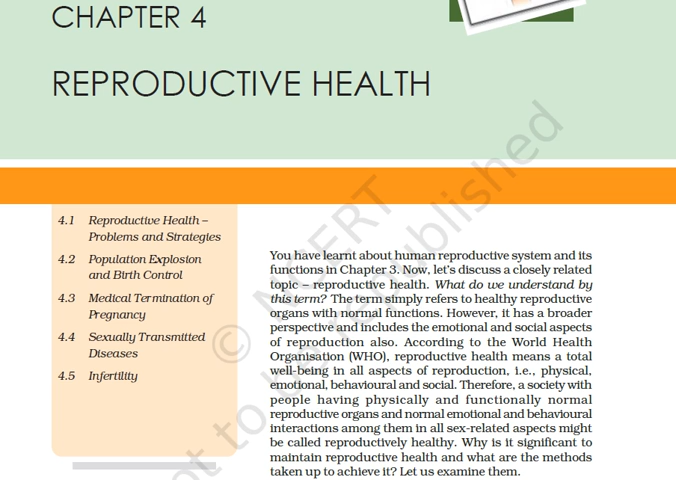 CHAPTER 4
REPRODUCTIVE HEALTH
4.1 Reproductive Health –
Problems and Strategies
4.2 Population Explosion
and Birth Control
4.3 Medical Termination of
Pregnancy
4.4 Sexually Transmitted
Diseases
4.5 Infertility
You have learnt about human reproductive system and its
functions in Chapter 3. Now, let's discuss a closely related
topic – reproductive health. What do we understand by
this term? The term simply refers to healthy reproductive
organs with normal functions. However, it has a broader
perspective and includes the emotional and social aspects
of reproduction also. According to the World Health
Organisation (WHO), reproductive health means a total
well-being in all aspects of reproduction, i.e., physical,
emotional, behavioural and social. Therefore, a society with
people having physically and functionally normal
reproductive organs and normal emotional and behavioural
interactions among them in all sex-related aspects might
be called reproductively healthy. Why is it significant to
maintain reproductive health and what are the methods
taken up to achieve it? Let us examine them.
© NCERT
not to be republished